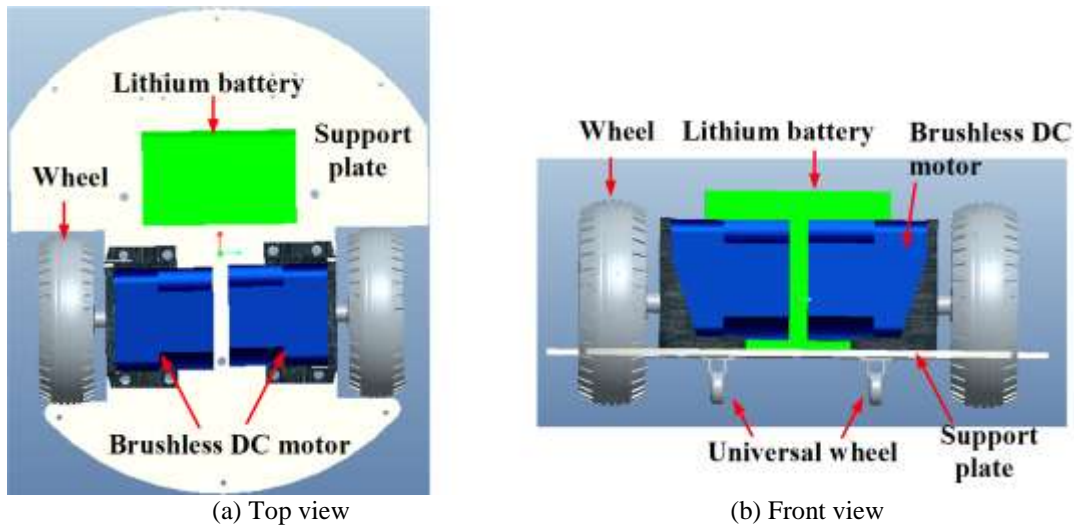 Lithium battery
Support
plate
Wheel
Brushless DC motor
(a) Top view
Wheel
Lithium battery
Brushless DC
motor
Universal wheel
Support
plate
(b) Front view